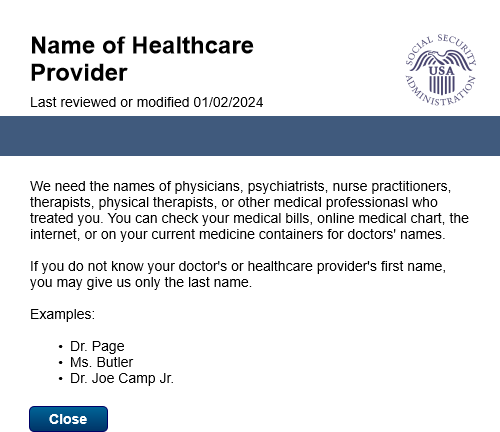 Name of Healthcare
Provider
Last reviewed or modified 01/02/2024
SOCIAL SECURITY
USA
ADMINISTRATION
We need the names of physicians, psychiatrists, nurse practitioners,
therapists, physical therapists, or other medical professionasl who
treated you. You can check your medical bills, online medical chart, the
internet, or on your current medicine containers for doctors' names.
If you do not know your doctor's or healthcare provider's first name,
you may give us only the last name.
Examples:
• Dr. Page
• Ms. Butler
• Dr. Joe Camp Jr.
Close